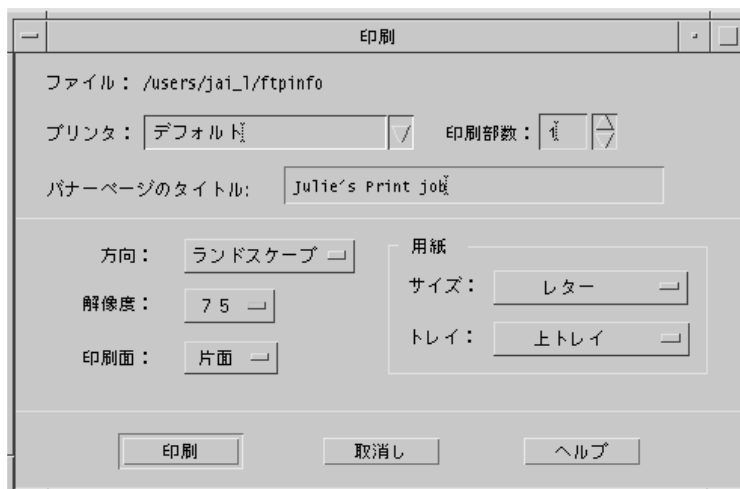 印刷
ファイル： /users/jai_l/ftpinfo
プリンタ： デフォルト 印刷部数： 1
バナーページのタイトル: Julie's Print job
方向： ランドスケープ
用紙
解像度： 75
サイズ： レター
印刷面： 片面
トレイ： 上トレイ
印刷 取消し ヘルプ